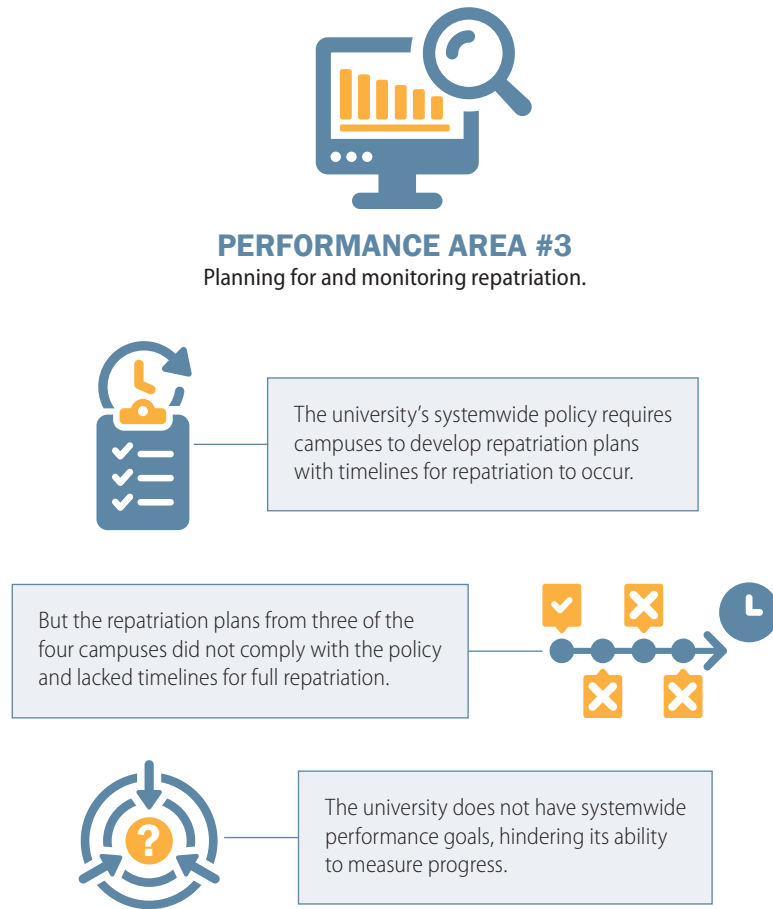 PERFORMANCE AREA #3
Planning for and monitoring repatriation.
The university’s systemwide policy requires
campuses to develop repatriation plans
with timelines for repatriation to occur.
But the repatriation plans from three of the
four campuses did not comply with the policy
and lacked timelines for full repatriation.
?
The university does not have systemwide
performance goals, hindering its ability
to measure progress.